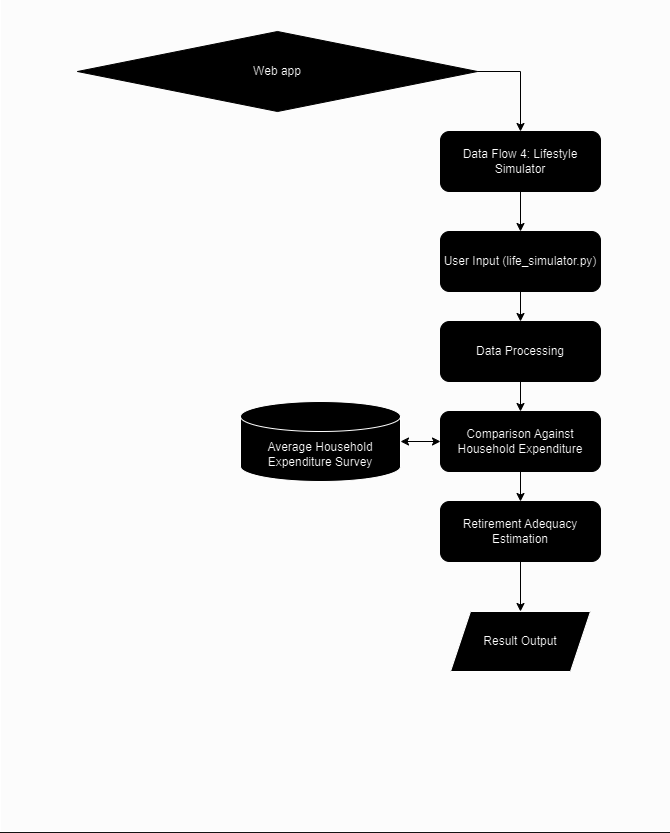 Web app
Data Flow 4: Lifestyle
Simulator
User Input (life_simulator.py)
Data Processing
Average Household
Expenditure Survey
Comparison Against
Household Expenditure
Retirement Adequacy
Estimation
Result Output